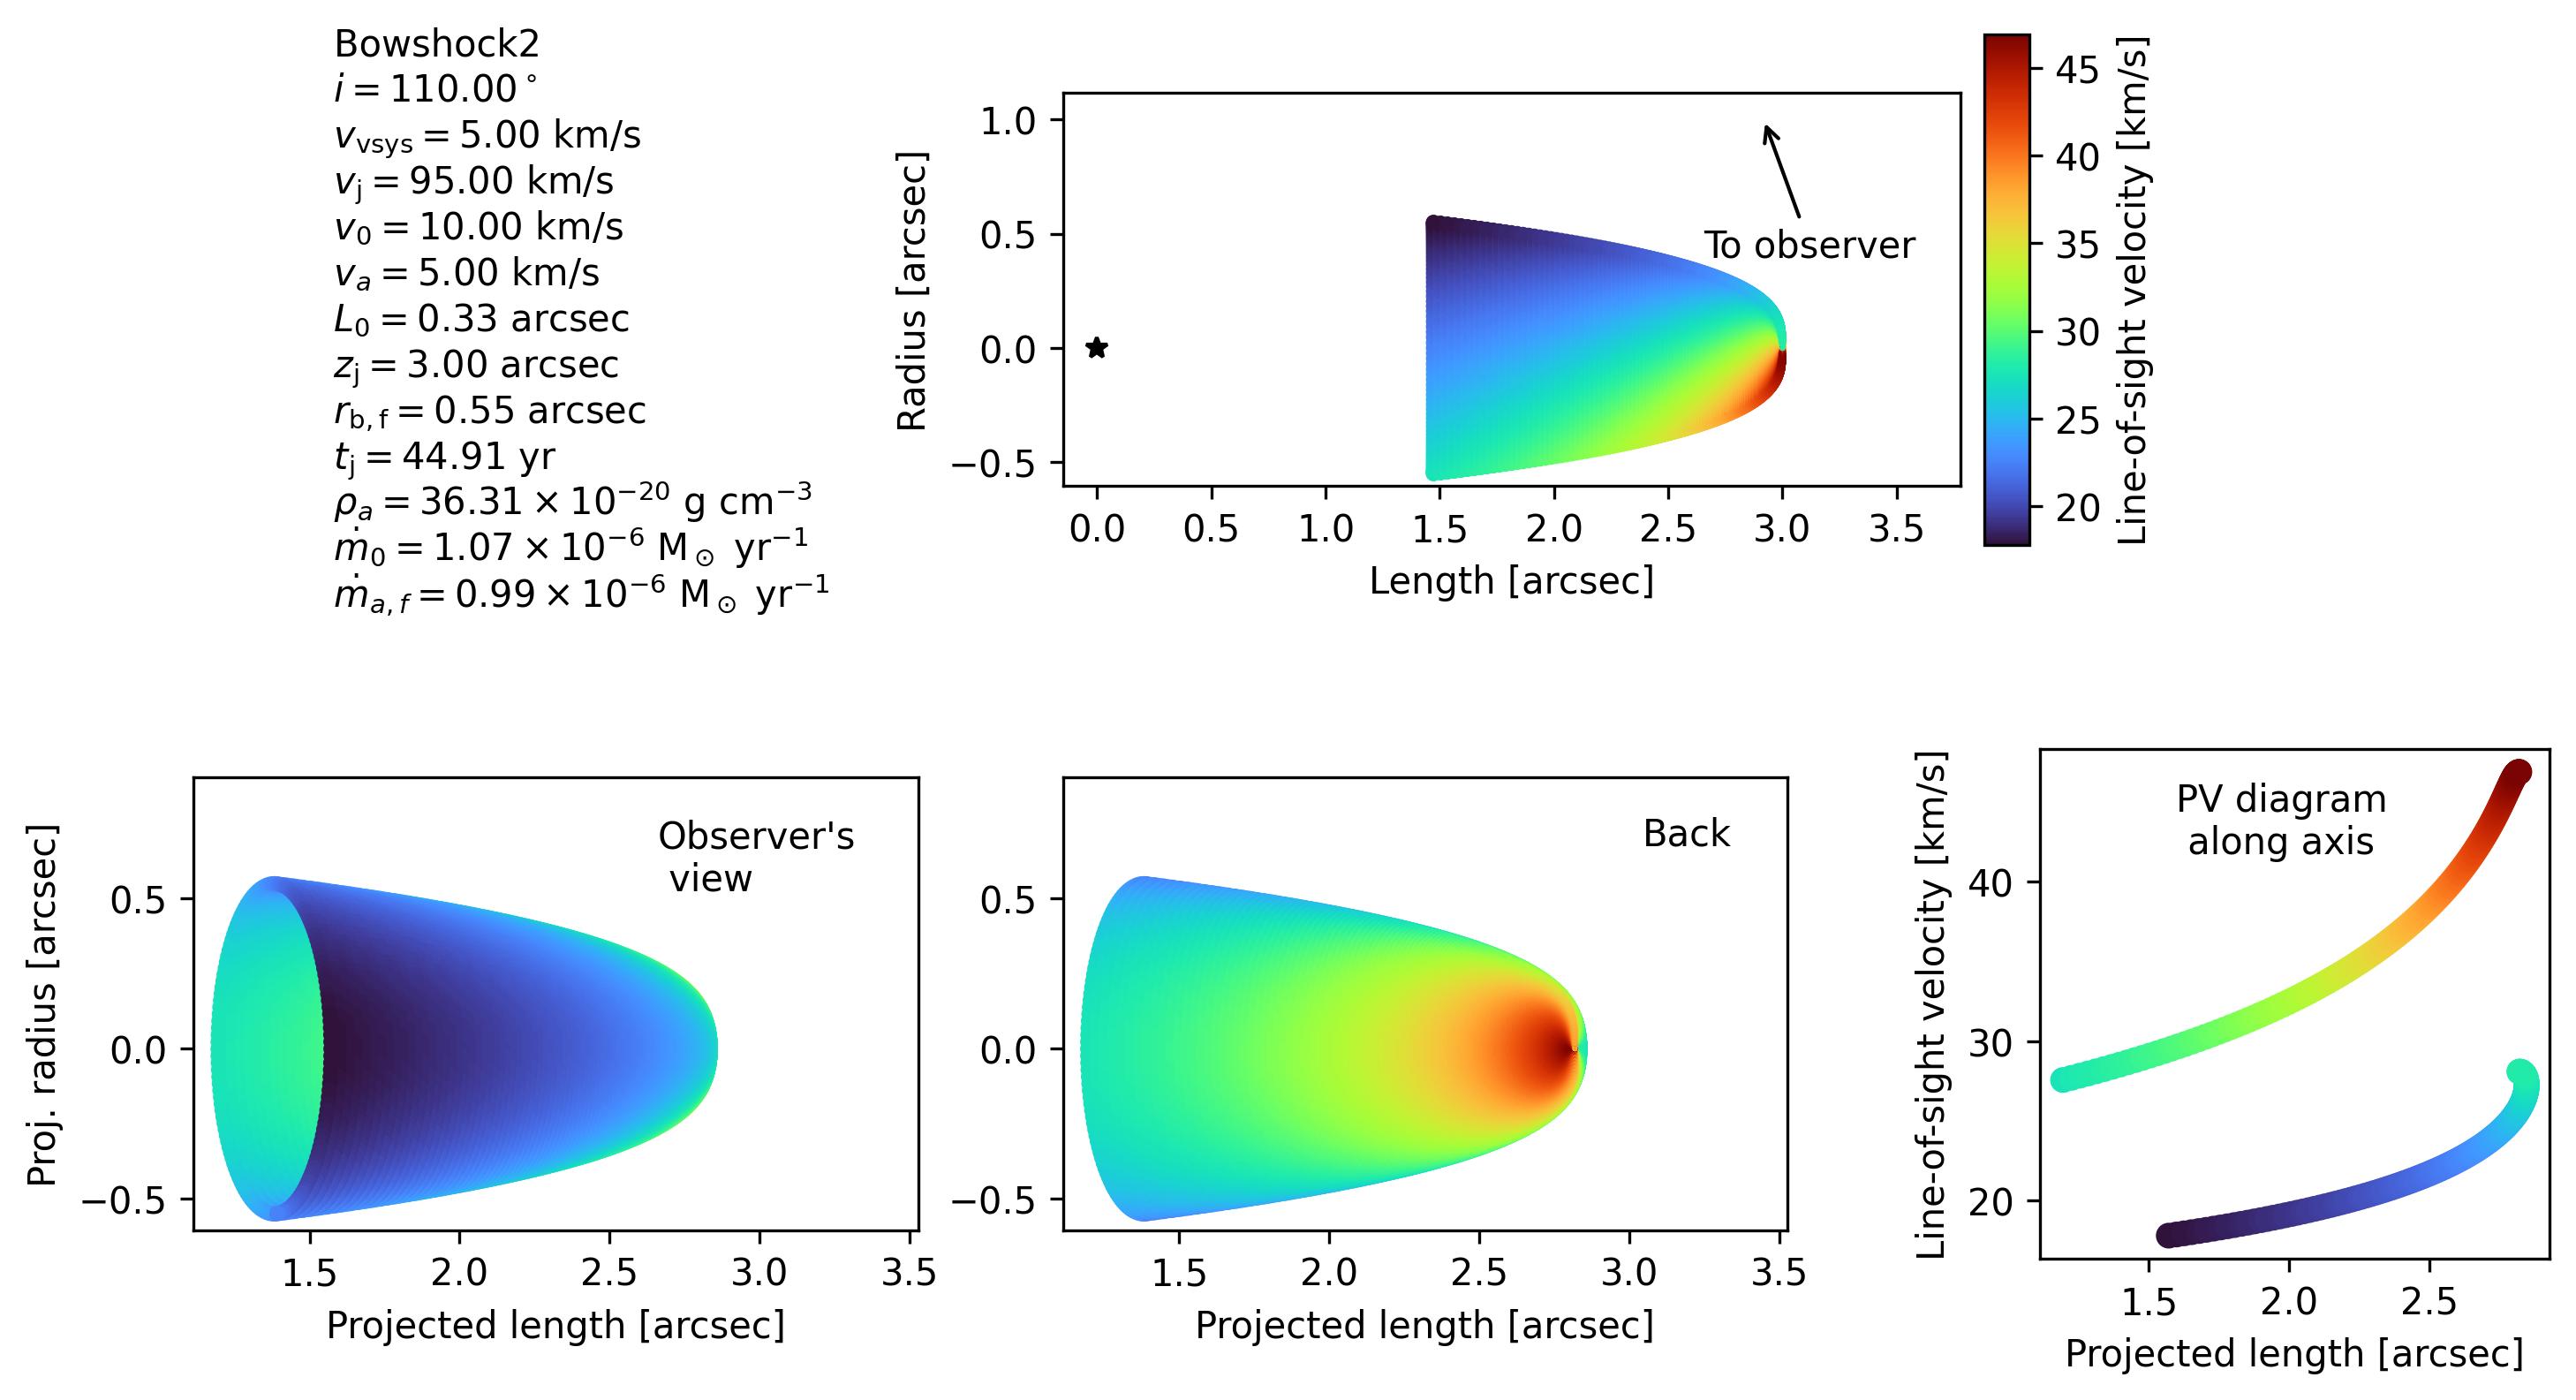 Bowshock2
i = 110.00°
v_vsys = 5.00 km/s
v_j = 95.00 km/s
v_0 = 10.00 km/s
v_a = 5.00 km/s
L_0 = 0.33 arcsec
z_j = 3.00 arcsec
r_b,f = 0.55 arcsec
t_j = 44.91 yr
ρ_a = 36.31 × 10^−20 g cm^−3
ṁ_0 = 1.07 × 10^−6 M_⊙ yr^−1
ṁ_a,f = 0.99 × 10^−6 M_⊙ yr^−1
Radius [arcsec]
1.0
0.5
0.0
−0.5
To observer
0.0 0.5 1.0 1.5 2.0 2.5 3.0 3.5
Length [arcsec]
45
40
35
30
25
20
Line-of-sight velocity [km/s]
Proj. radius [arcsec]
0.5
0.0
−0.5
Observer's
view
1.5 2.0 2.5 3.0 3.5
Projected length [arcsec]
0.5
0.0
−0.5
Back
1.5 2.0 2.5 3.0 3.5
Projected length [arcsec]
Line-of-sight velocity [km/s]
40
30
20
PV diagram
along axis
1.5 2.0 2.5
Projected length [arcsec]